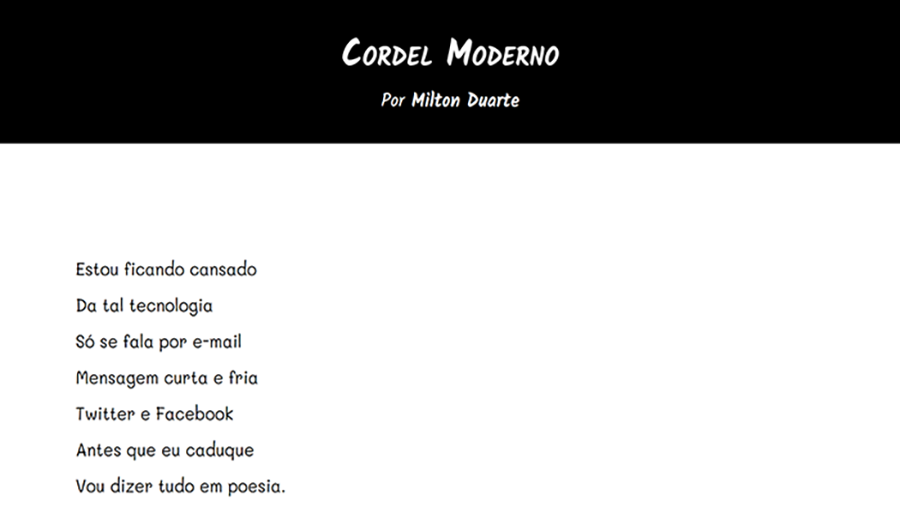 Cordel Moderno
Por Milton Duarte
Estou ficando cansado
Da tal tecnologia
Só se fala por e-mail
Mensagem curta e fria
Twitter e Facebook
Antes que eu caduque
Vou dizer tudo em poesia.